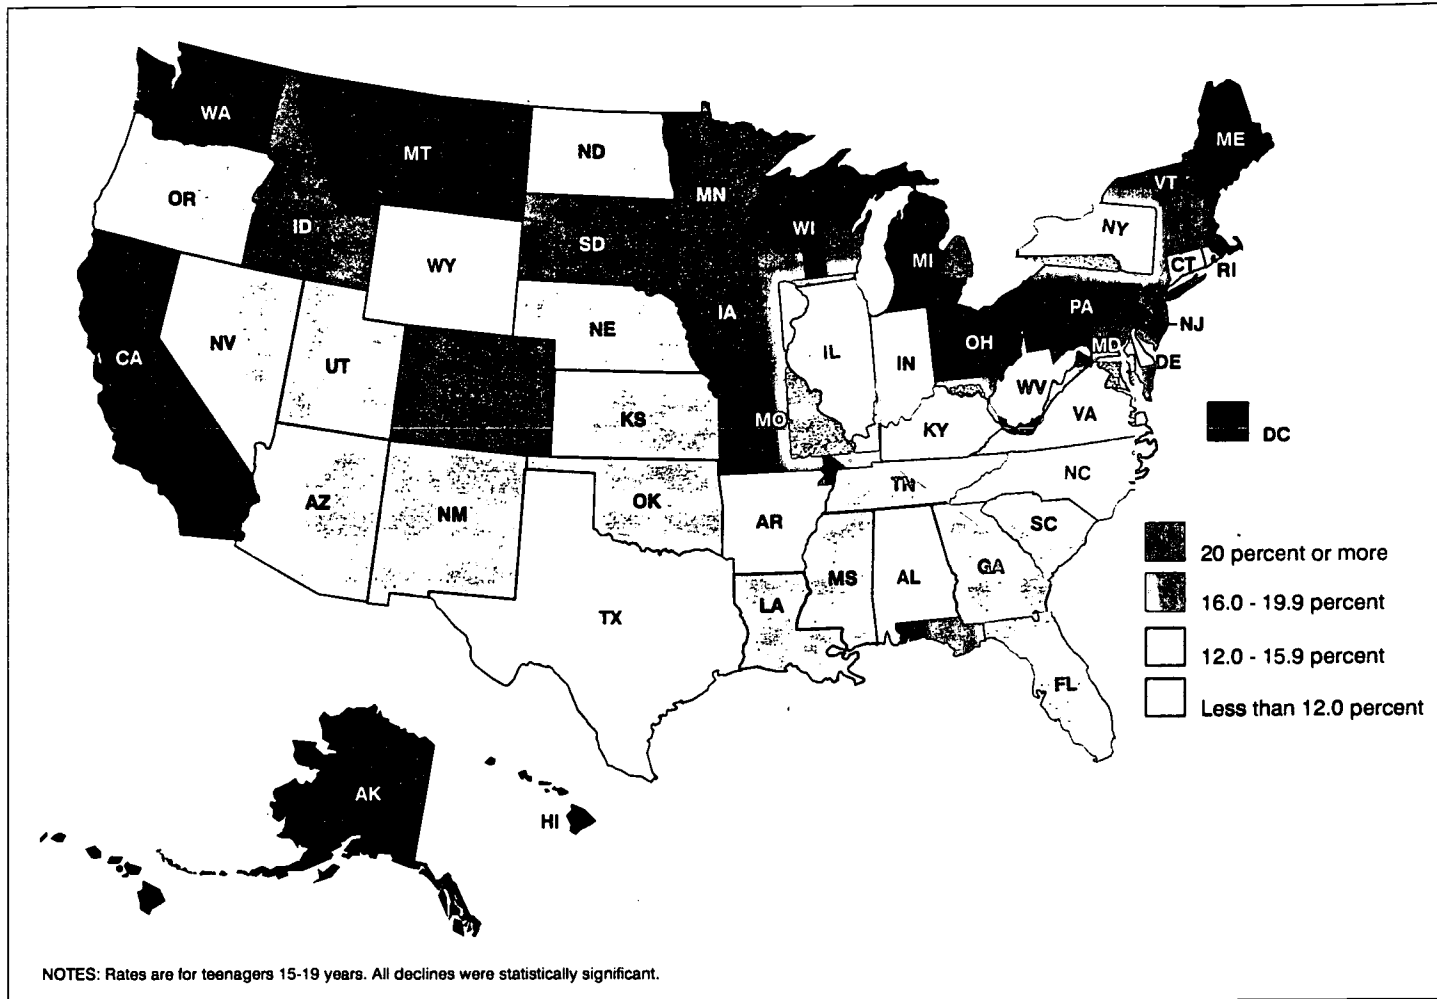 WA
MT
ND
MN
ME
VT
OR
ID
SD
WI
NY
WY
MI
CT
RI
IA
PA
NE
NJ
CA
NV
OH
MD
IL
IN
DE
UT
WV
MO
KS
VA
KY
DC
NC
TN
AZ
OK
NM
AR
SC
20 percent or more
GA
MS
AL
16.0 - 19.9 percent
LA
TX
12.0 - 15.9 percent
FL
Less than 12.0 percent
AK
HI
NOTES: Rates are for teenagers 15-19 years. All declines were statistically significant.